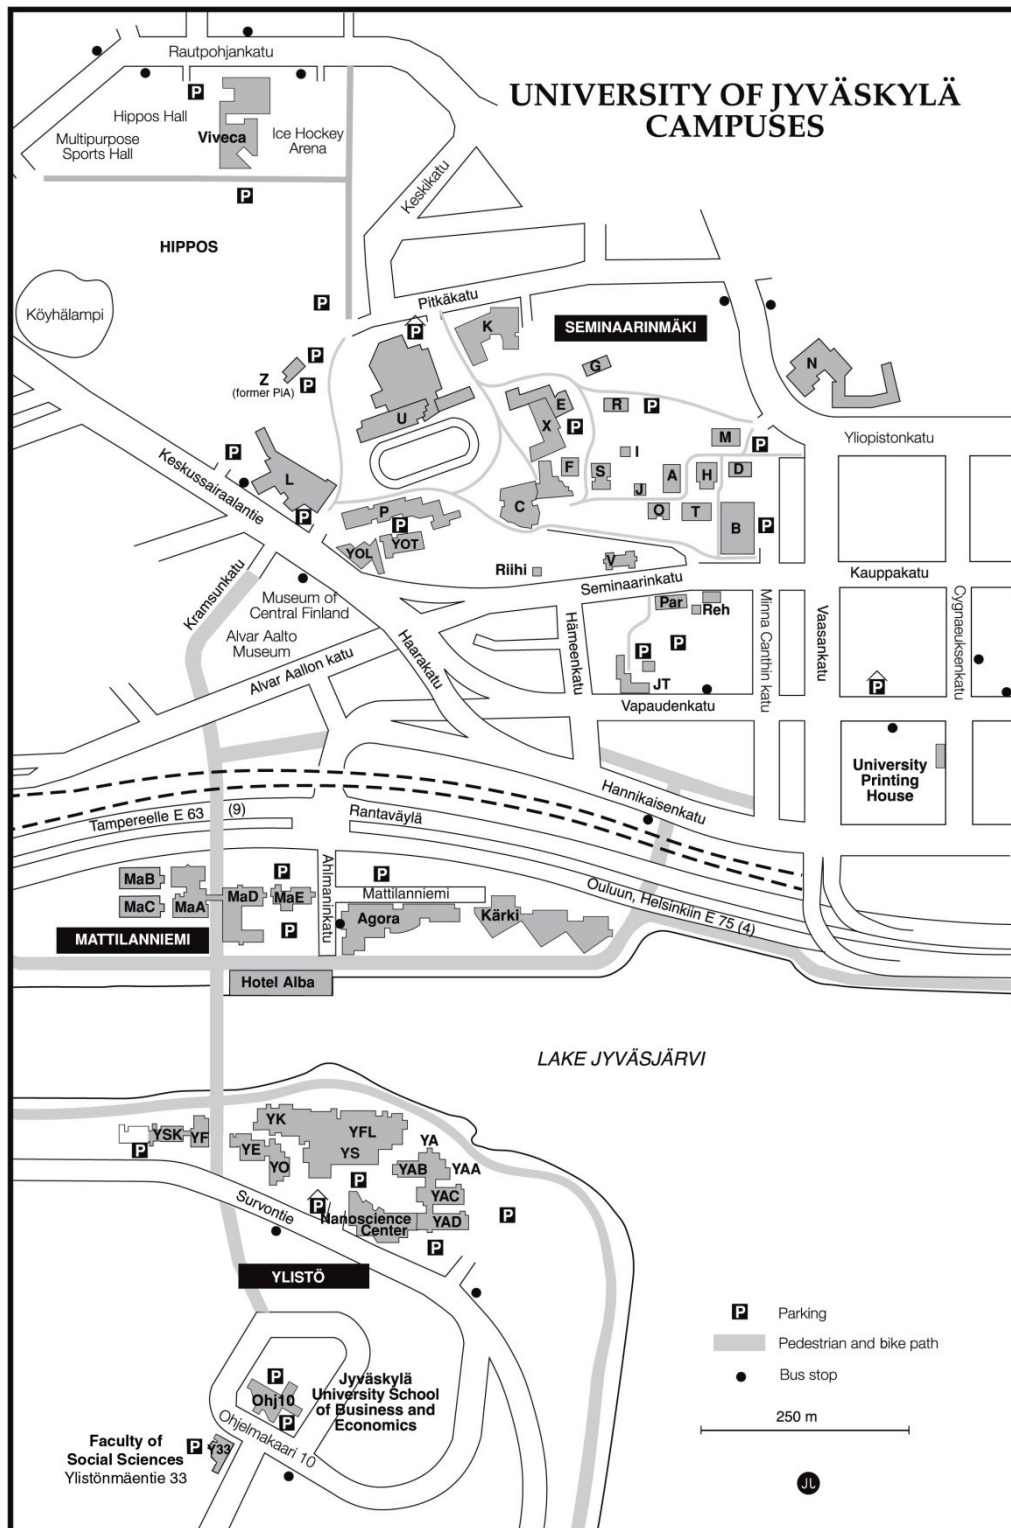 UNIVERSITY OF JYVÄSKYLÄ
CAMPUSES
Rautpohjankatu
Hippos Hall
Multipurpose
Sports Hall
P
Viveca
Ice Hockey
Arena
P
HIPPOS
Keskikatu
Köyhälampi
P
Pitkäkatu
P
K
SEMINAARINMÄKI
P
Z
(former PiA)
P
G
N
U
E
X
P
R
P
M
P
Yliopistonkatu
P
Keskussairaalantie
L
P
I
F
S
A
H
D
J
C
P
P
YOL
YOT
Q
T
B
P
Riihi
V
Seminaarinkatu
Kauppakatu
Kramsunkatu
Museum of
Central Finland
Alvar Aalto
Museum
Alvar Aallon katu
Haarakatu
Hämeenkatu
Par
Reh
P
P
JT
Vapaudenkatu
Minna Canthin katu
Vaasankatu
Cygnaeuksenkatu
P
University
Printing
House
Hannikaisenkatu
Tampereelle E 63 (9)
Rantaväylä
Ouluun, Helsinkiin E 75 (4)
MaB
MaC
MaA
MaD
MaE
P
P
Ahlmaninkatu
P
Mattilanniemi
Agora
Kärki
MATTILANNIEMI
Hotel Alba
LAKE JYVÄSJÄRVI
YSK
YF
P
YK
YFL
YE
YO
YS
YA
YAB
YAA
YAC
YAD
P
P
Nanoscience
Center
P
P
Survontie
YLISTÖ
P
Ohj10
P
Jyväskylä
University School
of Business and
Economics
Ohjelmakaari 10
Faculty of
Social Sciences
Ylistönmäentie 33
P
Y33
P Parking
Pedestrian and bike path
Bus stop
250 m
JL